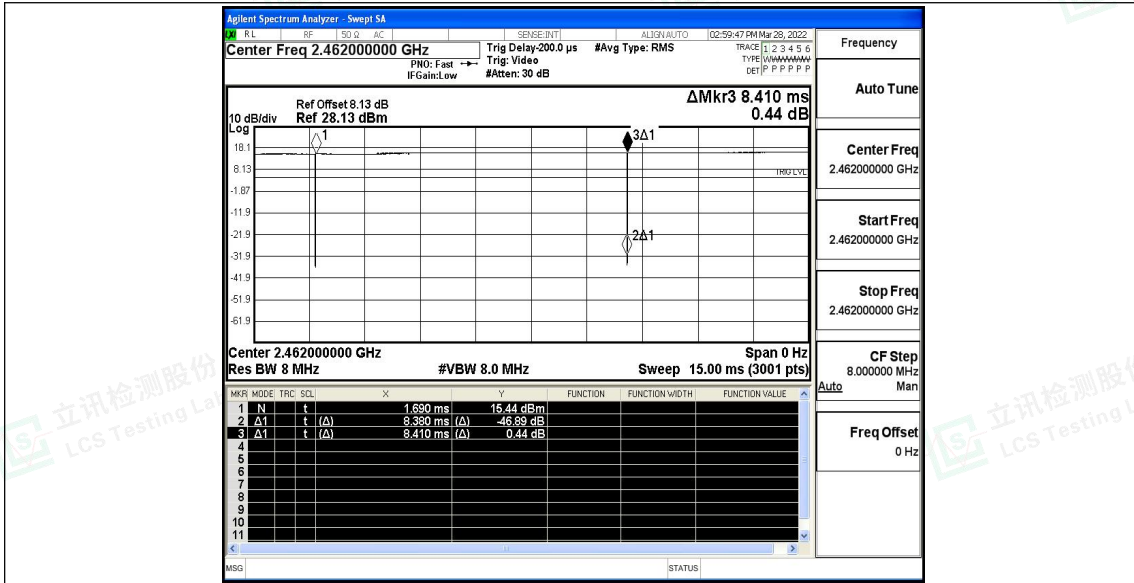 Agilent Spectrum Analyzer - Swept SA
RL RF 50 Ω AC SENSE:INT ALIGN AUTO 02:59:47 PM Mar 28, 2022
Center Freq 2.462000000 GHz
PNO: Fast
IFGain:Low
Trig Delay-200.0 µs
Trig: Video
#Atten: 30 dB
#Avg Type: RMS
TRACE 1 2 3 4 5 6
TYPE
DET P P P P P P
ΔMkr3 8.410 ms
0.44 dB
Ref Offset 8.13 dB
10 dB/div Ref 28.13 dBm
Log
1
3Δ1
18.1
8.13
TRIG LVL
-1.87
-11.9
-21.9
2Δ1
-31.9
-41.9
-51.9
-61.9
Center 2.462000000 GHz Span 0 Hz
Res BW 8 MHz #VBW 8.0 MHz Sweep 15.00 ms (3001 pts)
MKR MODE TRC SCL X Y FUNCTION FUNCTION WIDTH FUNCTION VALUE
1 N t 1.690 ms 15.44 dBm
2 Δ1 t (Δ) 8.380 ms (Δ) -46.89 dB
3 Δ1 t (Δ) 8.410 ms (Δ) 0.44 dB
4
5
6
7
8
9
10
11
MSG STATUS
Frequency
Auto Tune
Center Freq
2.462000000 GHz
Start Freq
2.462000000 GHz
Stop Freq
2.462000000 GHz
CF Step
8.000000 MHz
Auto Man
Freq Offset
0 Hz
立讯检测股份
LCS Testing Lab
立讯检测股份
LCS Testing L